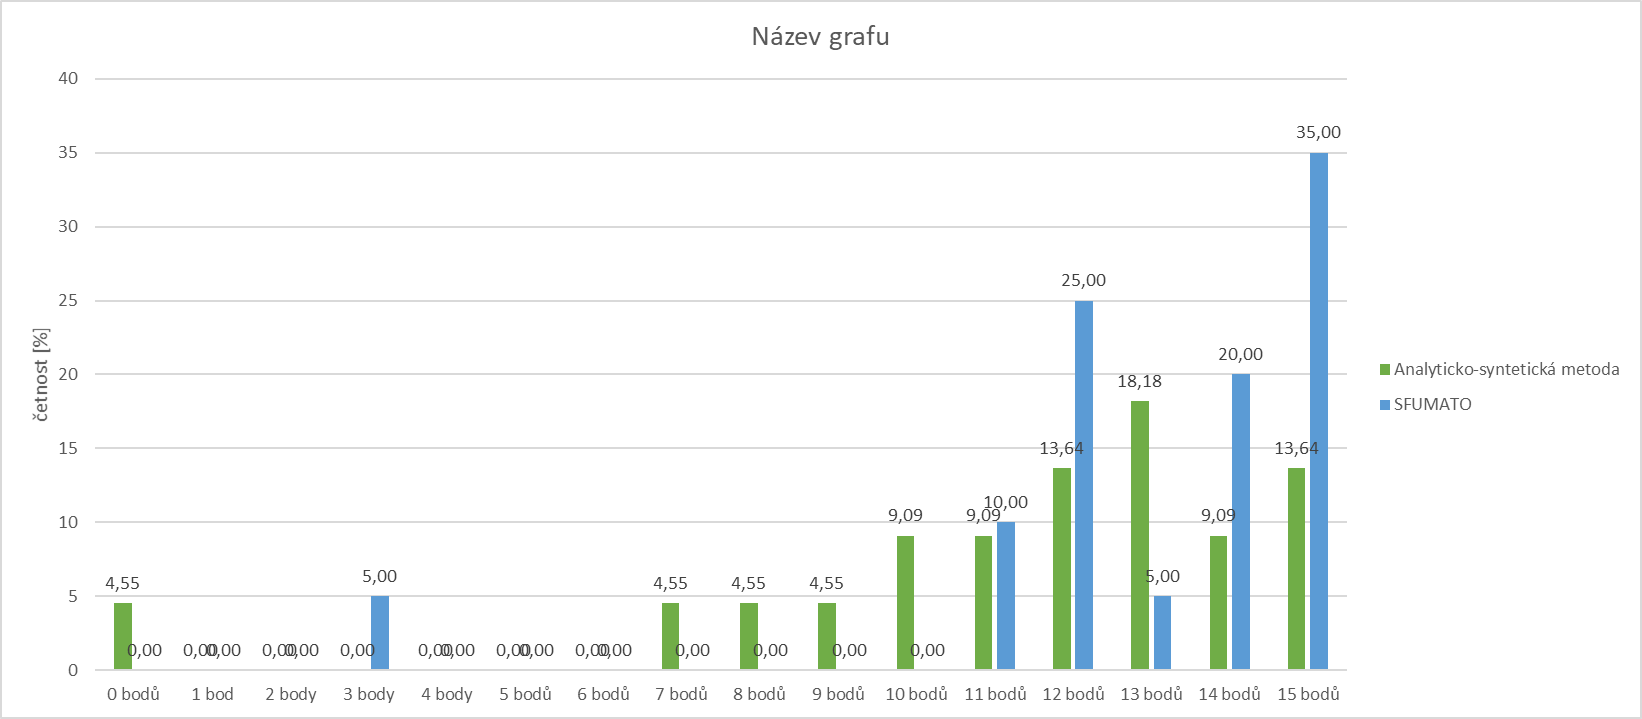 Název grafu
četnost [%]
40
35
30
25
20
15
10
5
0
4,55
0,00
0,00
0,00
0,00
0,00
0,00
5,00
0,00
0,00
0,00
0,00
0,00
0,00
4,55
0,00
4,55
0,00
4,55
0,00
9,09
0,00
9,09
10,00
13,64
25,00
18,18
5,00
9,09
20,00
13,64
35,00
0 bodů
1 bod
2 body
3 body
4 body
5 bodů
6 bodů
7 bodů
8 bodů
9 bodů
10 bodů
11 bodů
12 bodů
13 bodů
14 bodů
15 bodů
Analyticko-syntetická metoda
SFUMATO